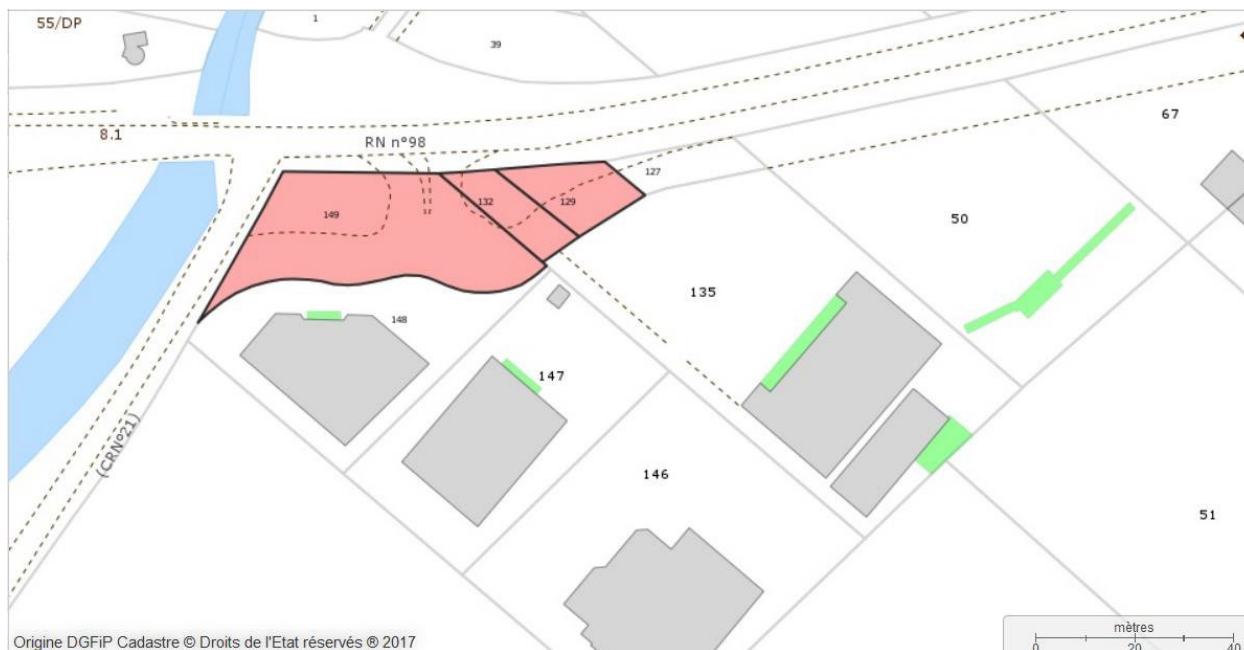 55/DP
1
39
67
8.1
RN n°98
127
149
132
129
50
135
148
147
(CRN°21)
146
51
Origine DGFiP Cadastre © Droits de l'Etat réservés ® 2017
mètres
0 20 40